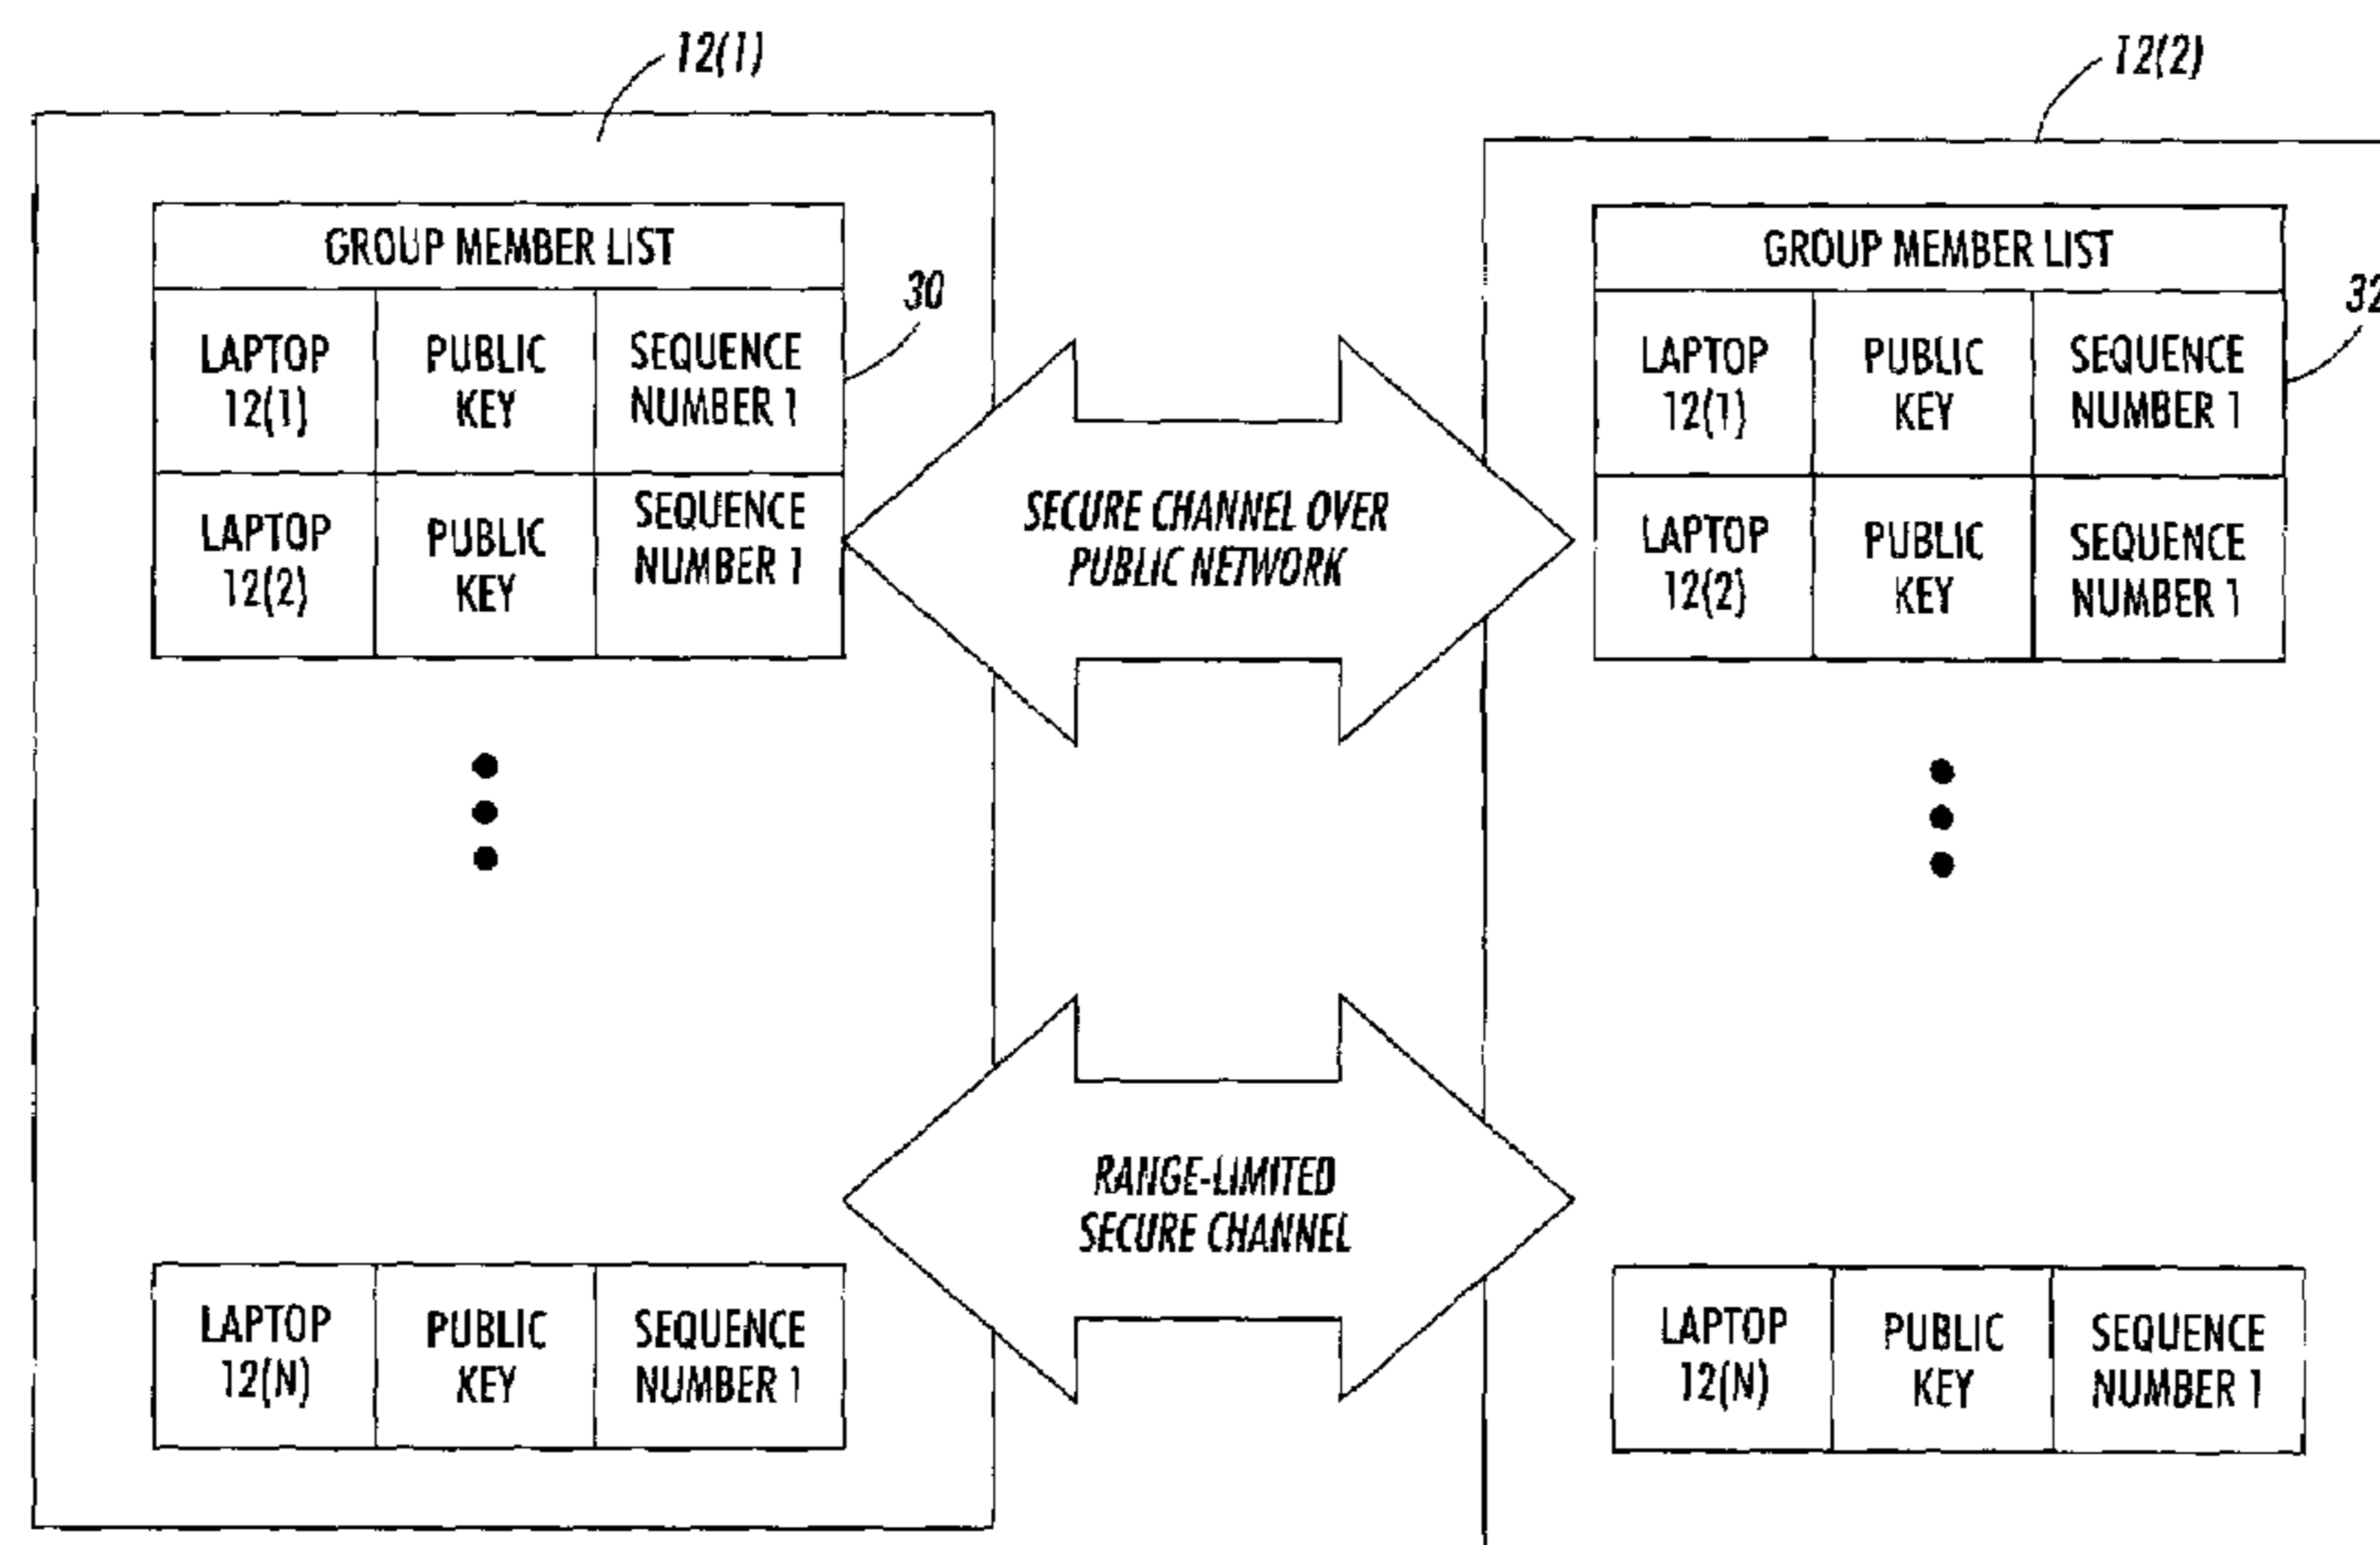 12(1)
12(2)
GROUP MEMBER LIST
30
LAPTOP
12(1)
PUBLIC
KEY
SEQUENCE
NUMBER 1
LAPTOP
12(2)
PUBLIC
KEY
SEQUENCE
NUMBER 1
SECURE CHANNEL OVER
PUBLIC NETWORK
GROUP MEMBER LIST
32
LAPTOP
12(1)
PUBLIC
KEY
SEQUENCE
NUMBER 1
LAPTOP
12(2)
PUBLIC
KEY
SEQUENCE
NUMBER 1
RANGE-LIMITED
SECURE CHANNEL
LAPTOP
12(N)
PUBLIC
KEY
SEQUENCE
NUMBER 1
LAPTOP
12(N)
PUBLIC
KEY
SEQUENCE
NUMBER 1